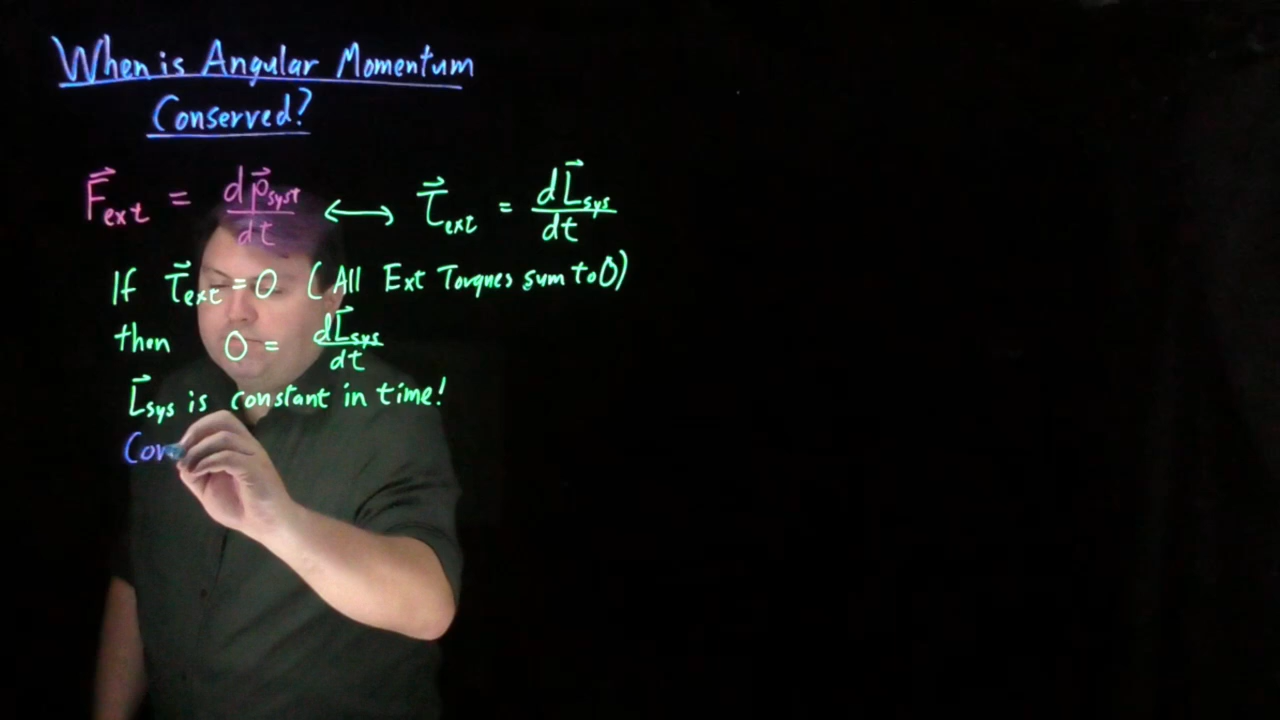 When is Angular Momentum
Conserved?
F⃗ext = dp⃗syst/dt ⟷ τ⃗ext = dL⃗sys/dt
If τ⃗ext = 0 (All Ext Torques sum to 0)
then 0 = dL⃗sys/dt
L⃗sys is constant in time!
Con